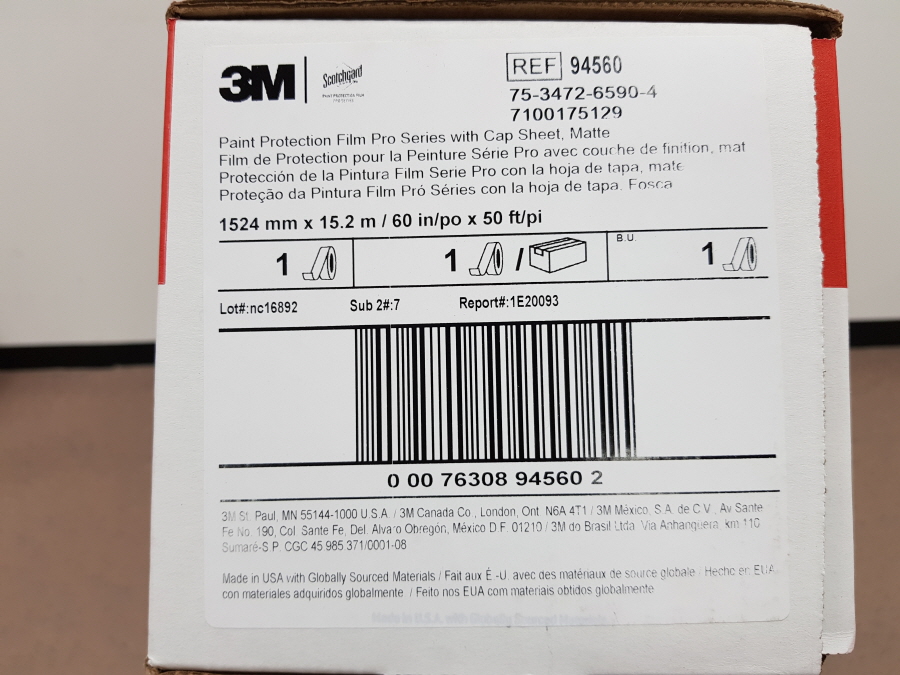 3M
Scotchgard
PAINT PROTECTION FILM
REF 94560
75-3472-6590-4
7100175129
Paint Protection Film Pro Series with Cap Sheet, Matte
Film de Protection pour la Peinture Série Pro avec couche de finition, mat
Protección de la Pintura Film Serie Pro con la hoja de tapa, mate
Proteção da Pintura Film Pró Séries con la hoja de tapa. Fosca
1524 mm x 15.2 m / 60 in/po x 50 ft/pi
1 1 / B.U. 1
Lot#:nc16892 Sub 2#:7 Report#:1E20093
0 00 76308 94560 2
3M St. Paul, MN 55144-1000 U.S.A. / 3M Canada Co., London, Ont. N6A 4T1 / 3M México, S.A. de C.V., Av Sante
Fe No. 190, Col. Sante Fe, Del. Alvaro Obregón, México D.F. 01210 / 3M do Brasil Ltda. Via Anhanguera, km 110
Sumaré-S.P. CGC 45.985.371/0001-08
Made in USA with Globally Sourced Materials / Fait aux É.-U. avec des matériaux de source globale / Hecho en EUA
con materiales adquiridos globalmente / Feito nos EUA com materiais obtidos globalmente